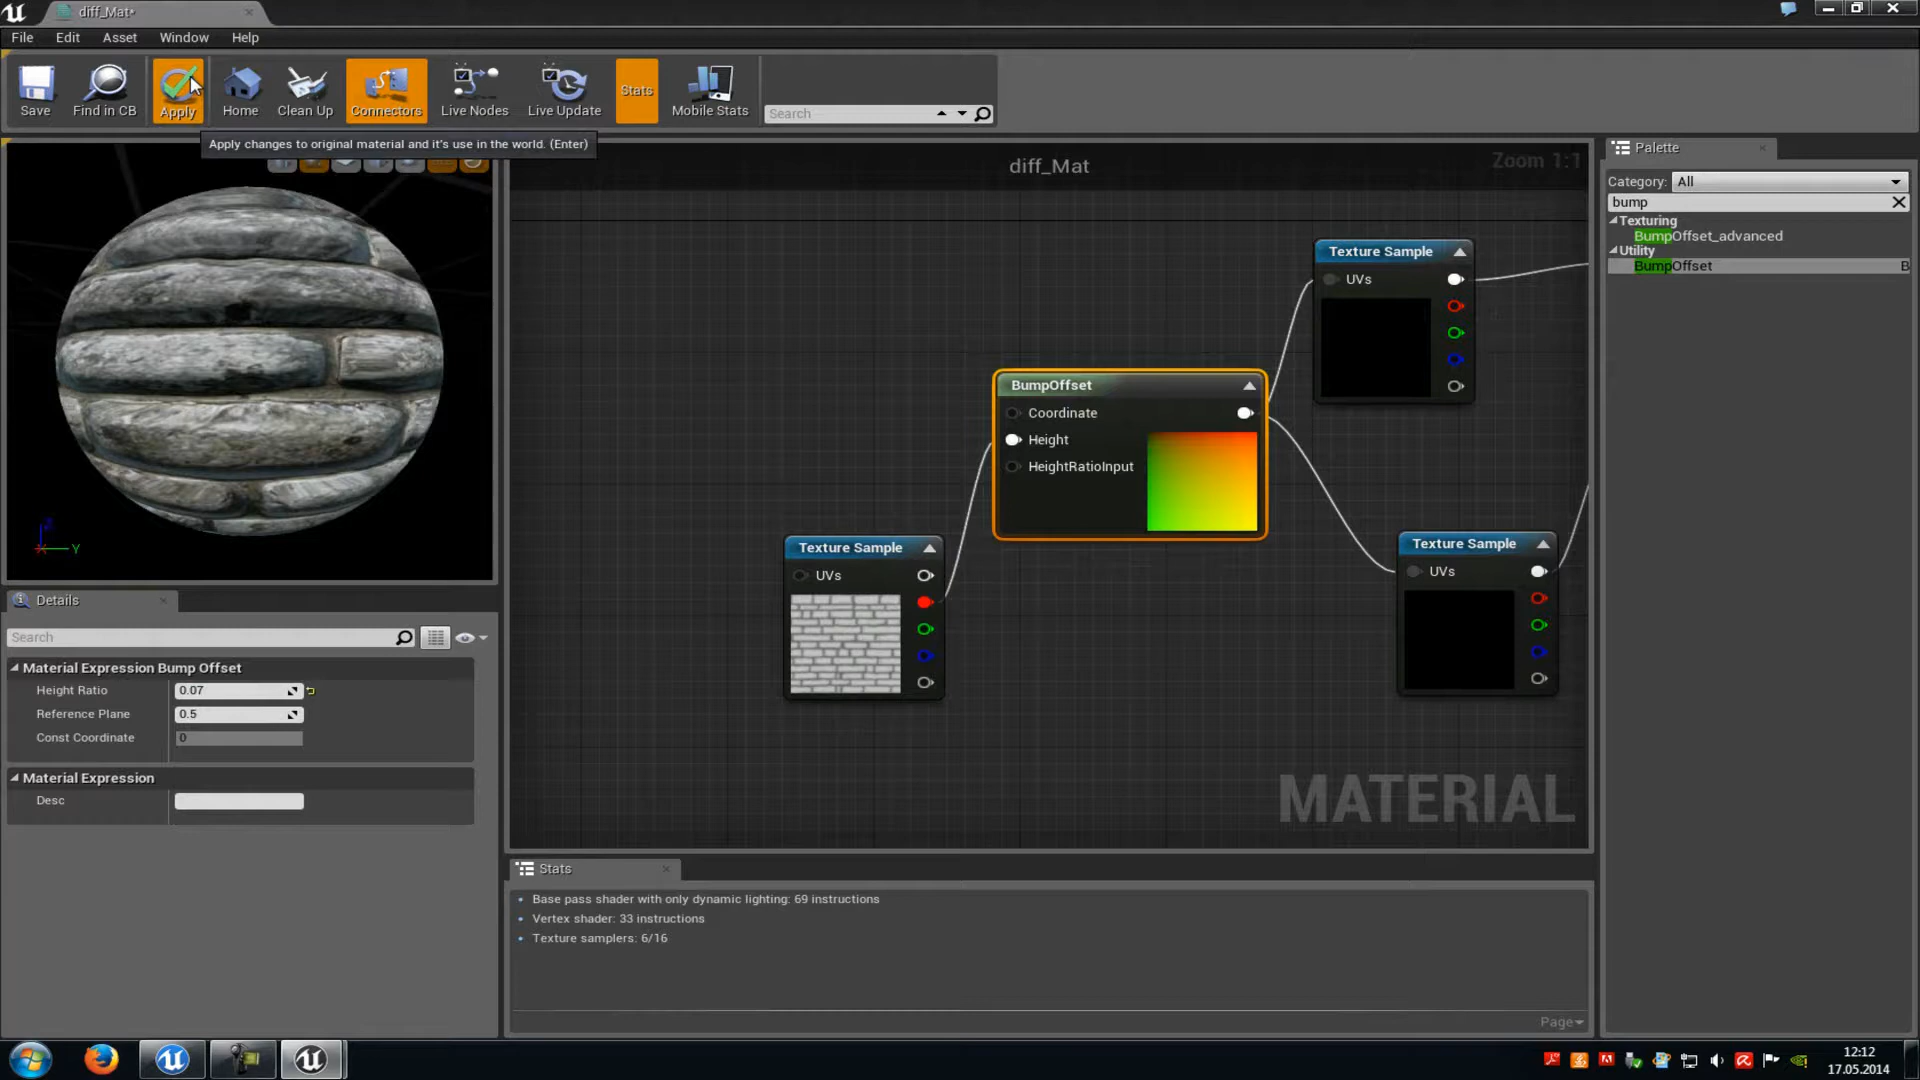 diff_Mat*
File Edit Asset Window Help
Save Find in CB Apply Home Clean Up Connectors Live Nodes Live Update Stats Mobile Stats Search
Apply changes to original material and it's use in the world. (Enter)
diff_Mat
Zoom 1:1
Palette
Category: All
bump
Texturing
BumpOffset_advanced
Utility
BumpOffset B
Texture Sample
UVs
BumpOffset
Coordinate
Height
HeightRatioInput
Texture Sample
UVs
Texture Sample
UVs
MATERIAL
Z
Y
Details
Search
Material Expression Bump Offset
Height Ratio 0.07
Reference Plane 0.5
Const Coordinate 0
Material Expression
Desc
Stats
Base pass shader with only dynamic lighting: 69 instructions
Vertex shader: 33 instructions
Texture samplers: 6/16
Page
12:12
17.05.2014